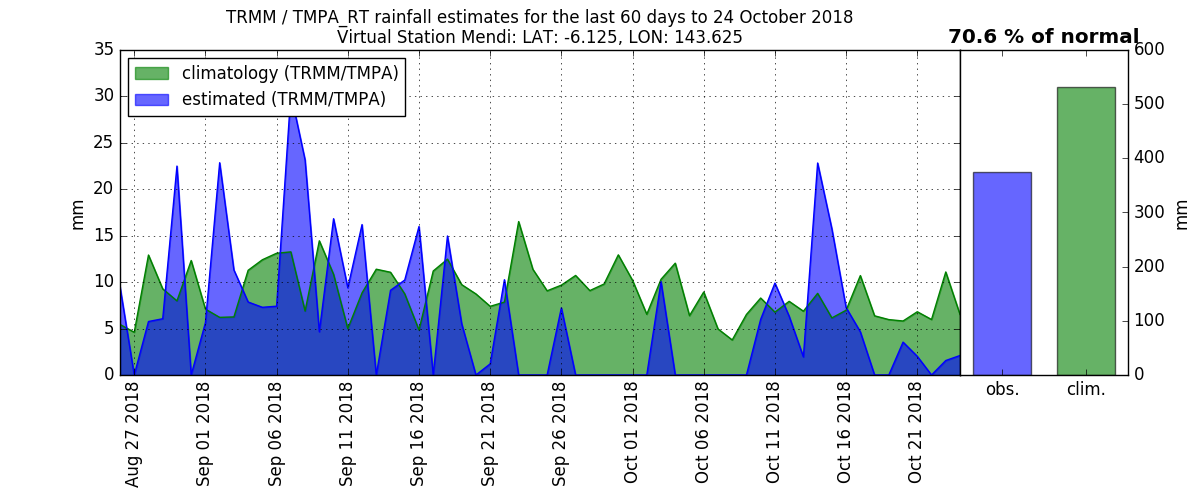 TRMM / TMPA_RT rainfall estimates for the last 60 days to 24 October 2018
Virtual Station Mendi: LAT: -6.125, LON: 143.625
70.6 % of normal
climatology (TRMM/TMPA)
estimated (TRMM/TMPA)
35
30
25
20
15
10
5
0
mm
Aug 27 2018
Sep 01 2018
Sep 06 2018
Sep 11 2018
Sep 16 2018
Sep 21 2018
Sep 26 2018
Oct 01 2018
Oct 06 2018
Oct 11 2018
Oct 16 2018
Oct 21 2018
obs.
clim.
600
500
400
300
200
100
0
mm